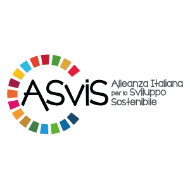 ASviS
Alleanza Italiana
per lo Sviluppo
Sostenibile